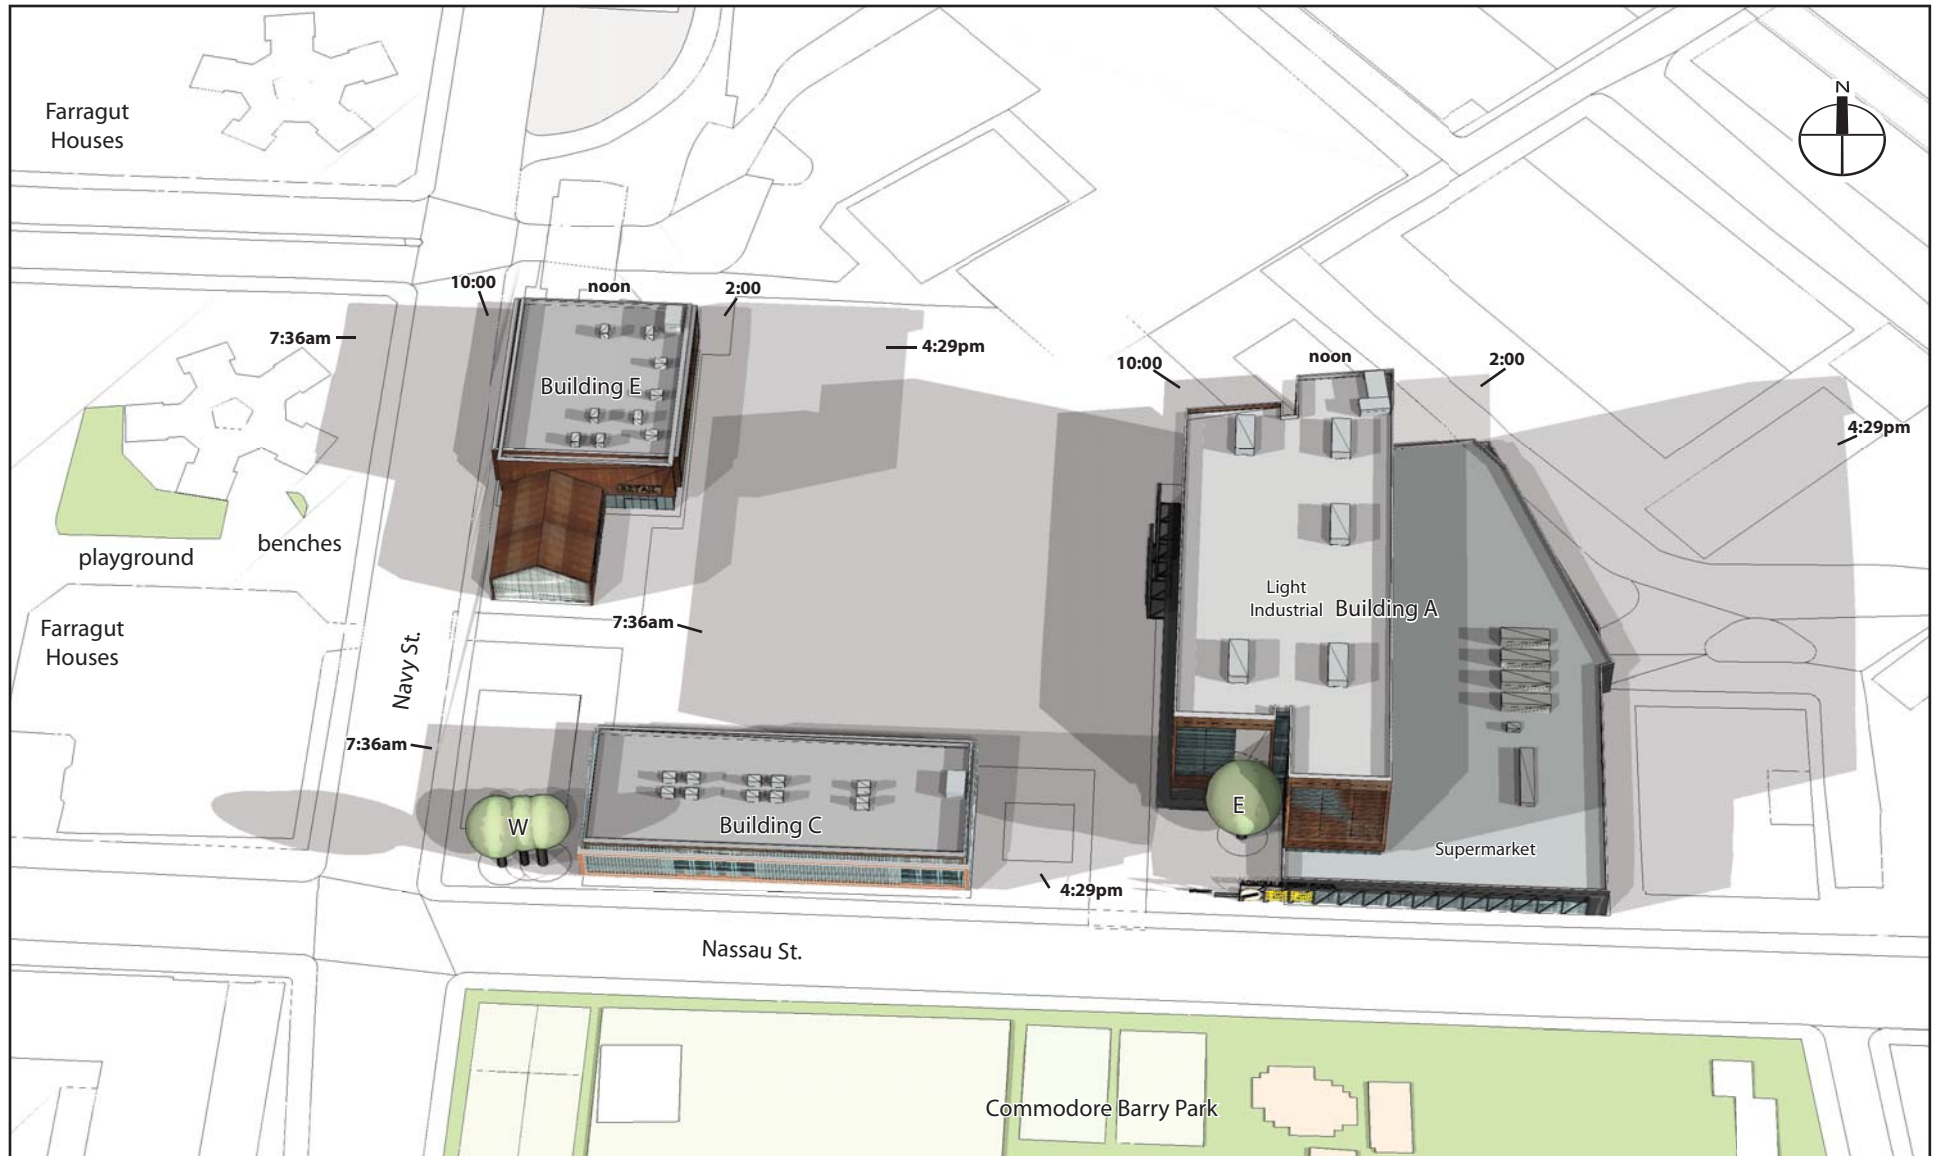 N
Farragut
Houses
10:00
noon
2:00
7:36am
4:29pm
10:00
noon
2:00
Building E
4:29pm
RETAIL
playground
benches
Light
Industrial
Building A
7:36am
Farragut
Houses
Navy St.
7:36am
W
Building C
E
Supermarket
4:29pm
Nassau St.
Commodore Barry Park